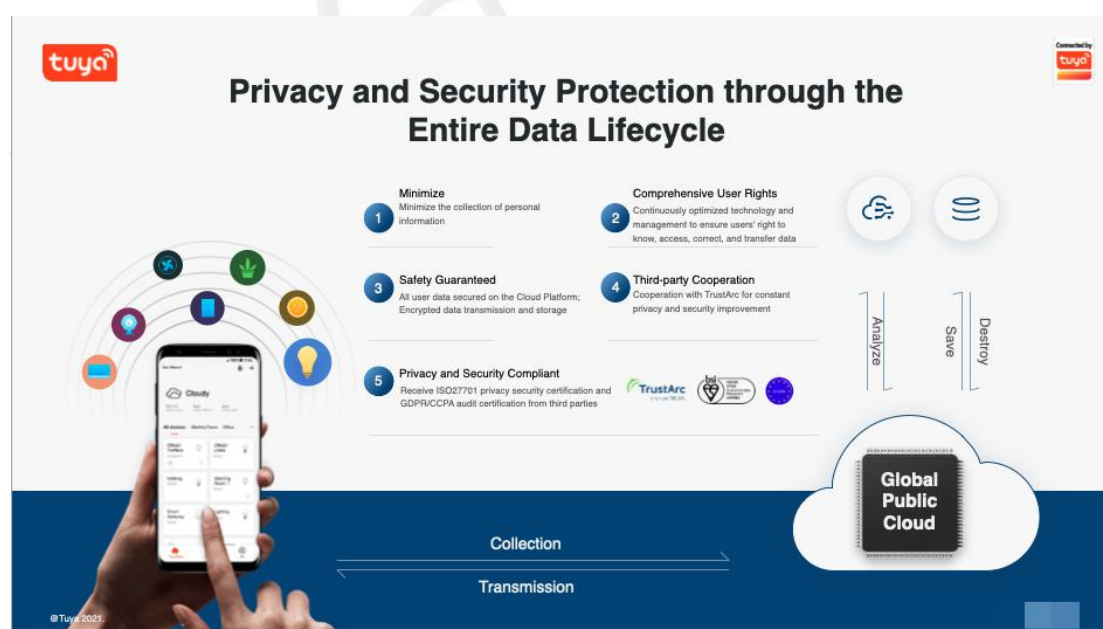 tuya
Connected by
tuya
Privacy and Security Protection through the
Entire Data Lifecycle
1
Minimize
Minimize the collection of personal
information
2
Comprehensive User Rights
Continuously optimized technology and
management to ensure users' right to
know, access, correct, and transfer data
3
Safety Guaranteed
All user data secured on the Cloud Platform;
Encrypted data transmission and storage
4
Third-party Cooperation
Cooperation with TrustArc for constant
privacy and security improvement
5
Privacy and Security Compliant
Receive ISO27701 privacy security certification and
GDPR/CCPA audit certification from third parties
TrustArc
bsi
Analyze
Save
Destroy
Cloudy
Global
Public
Cloud
Collection
Transmission
@Tuya 2021.